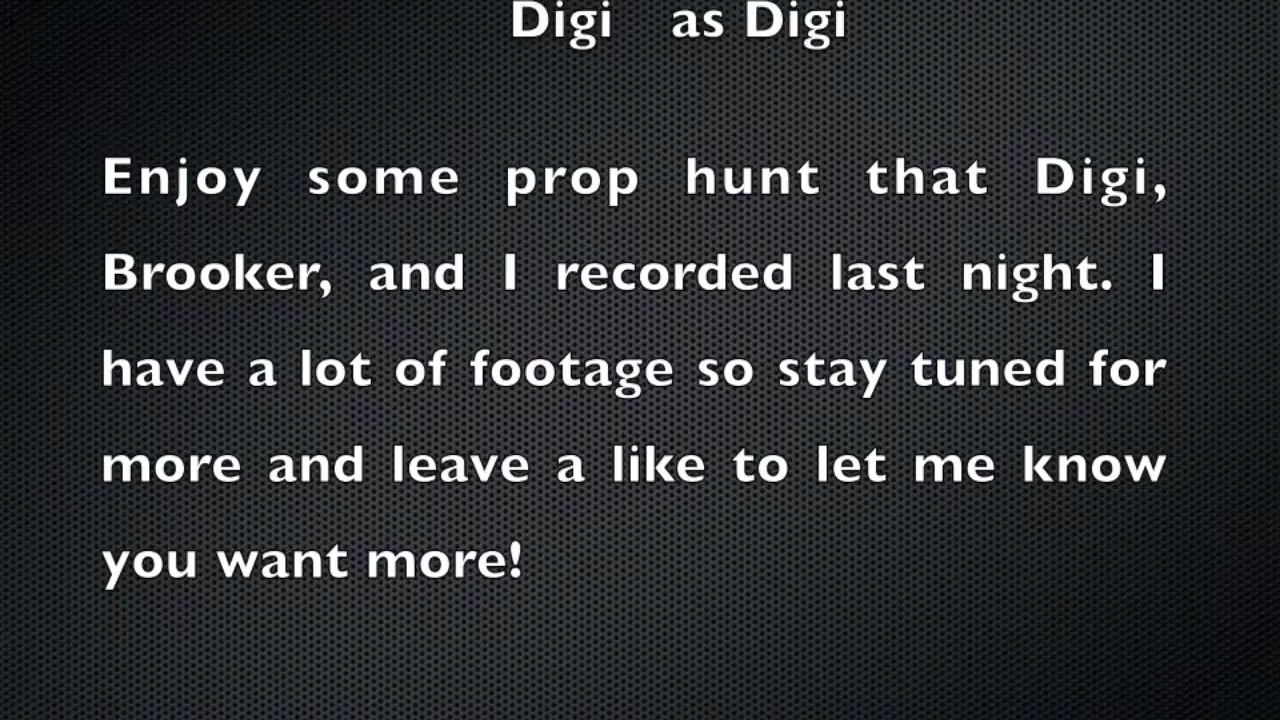 Digi as Digi
Enjoy some prop hunt that Digi,
Brooker, and I recorded last night. I
have a lot of footage so stay tuned for
more and leave a like to let me know
you want more!